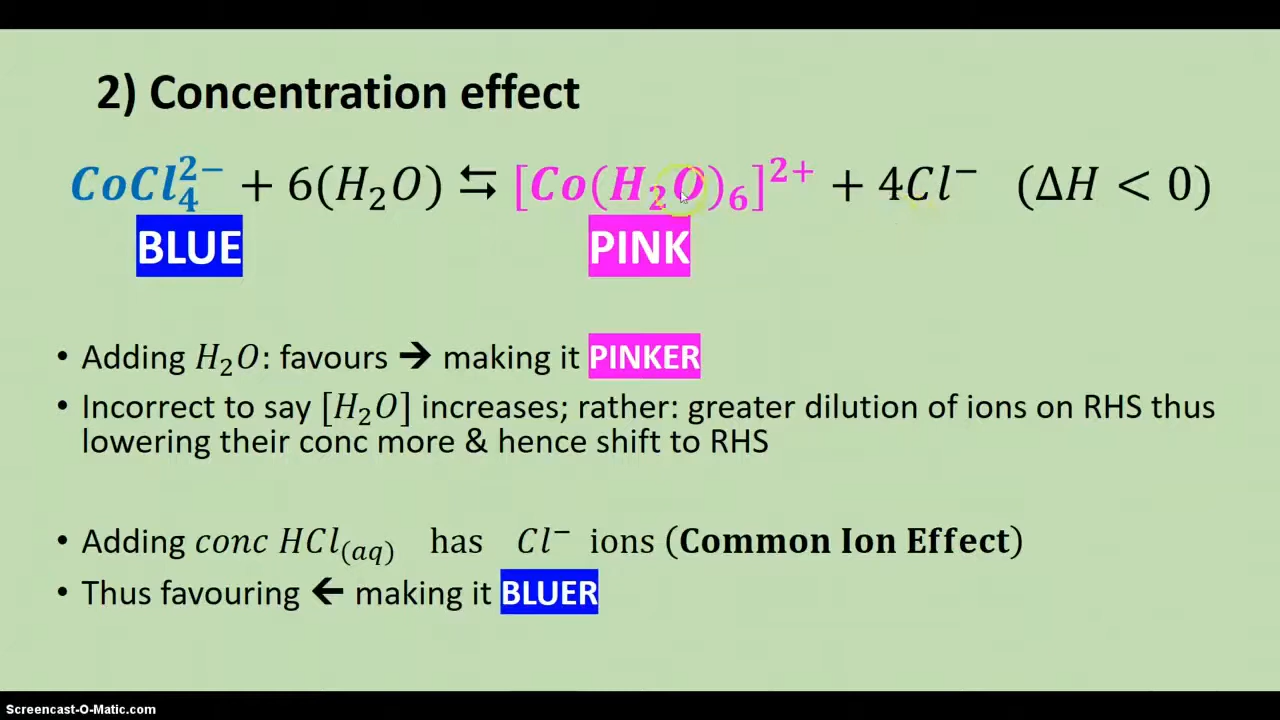 2) Concentration effect
CoCl₄²⁻ + 6(H₂O) ⇆ [Co(H₂O)₆]²⁺ + 4Cl⁻ (ΔH < 0)
BLUE PINK
• Adding H₂O: favours → making it PINKER
• Incorrect to say [H₂O] increases; rather: greater dilution of ions on RHS thus
lowering their conc more & hence shift to RHS
• Adding conc HCl₍aq₎ has Cl⁻ ions (Common Ion Effect)
• Thus favouring ← making it BLUER
Screencast-O-Matic.com